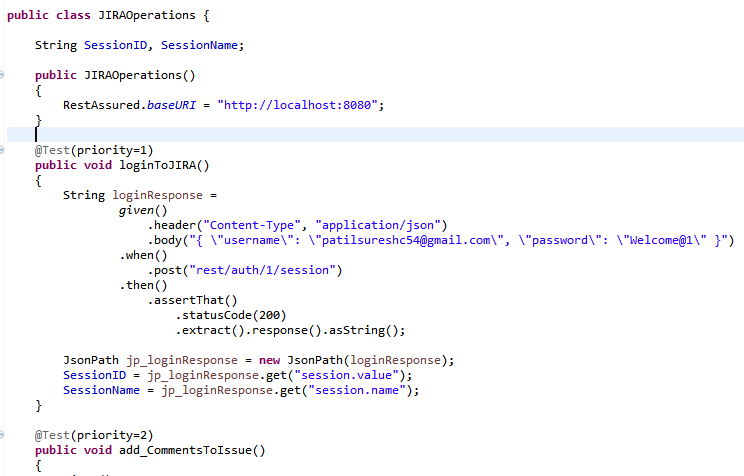 public class JIRAOperations {
String SessionID, SessionName;
public JIRAOperations()
{
RestAssured.baseURI = "http://localhost:8080";
}
@Test(priority=1)
public void loginToJIRA()
{
String loginResponse =
given()
.header("Content-Type", "application/json")
.body("{ \"username\": \"patilsureshc54@gmail.com\", \"password\": \"Welcome@1\" }")
.when()
.post("rest/auth/1/session")
.then()
.assertThat()
.statusCode(200)
.extract().response().asString();
JsonPath jp_loginResponse = new JsonPath(loginResponse);
SessionID = jp_loginResponse.get("session.value");
SessionName = jp_loginResponse.get("session.name");
}
@Test(priority=2)
public void add_CommentsToIssue()
{